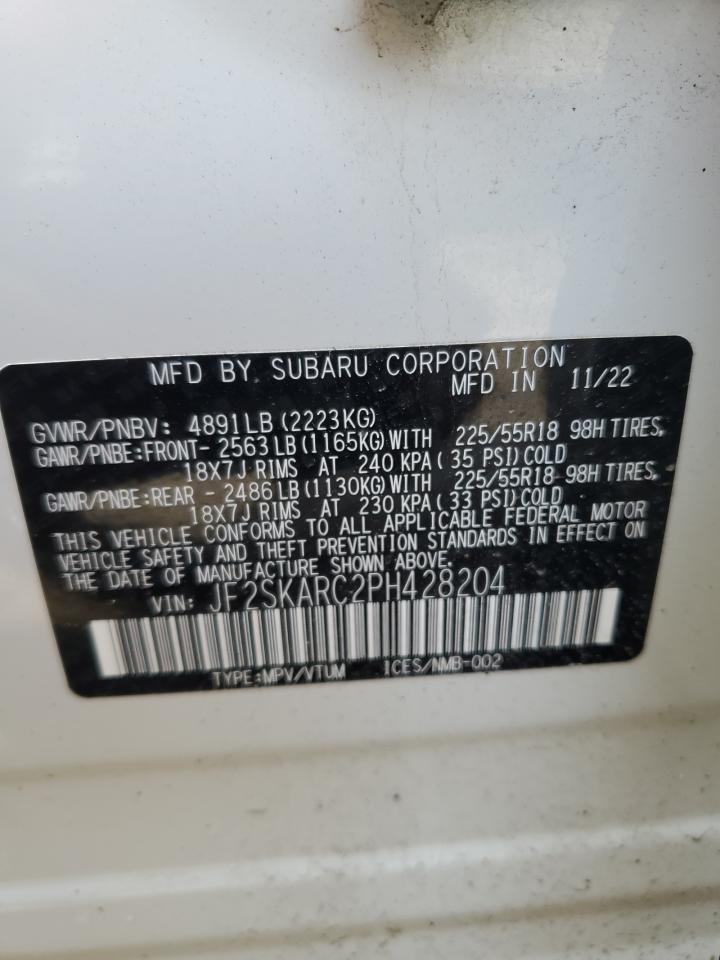 MFD BY SUBARU CORPORATION
MFD IN 11/22
GVWR/PNBV: 4891LB (2223KG)
GAWR/PNBE:FRONT- 2563LB(1165KG)WITH 225/55R18 98H TIRES,
18X7J RIMS AT 240 KPA( 35 PSI)COLD
GAWR/PNBE:REAR - 2486LB(1130KG)WITH 225/55R18 98H TIRES,
18X7J RIMS AT 230 KPA( 33 PSI)COLD
THIS VEHICLE CONFORMS TO ALL APPLICABLE FEDERAL MOTOR
VEHICLE SAFETY AND THEFT PREVENTION STANDARDS IN EFFECT ON
THE DATE OF MANUFACTURE SHOWN ABOVE.
VIN: JF2SKARC2PH428204
TYPE:MPV/VTUM ICES/NMB-002